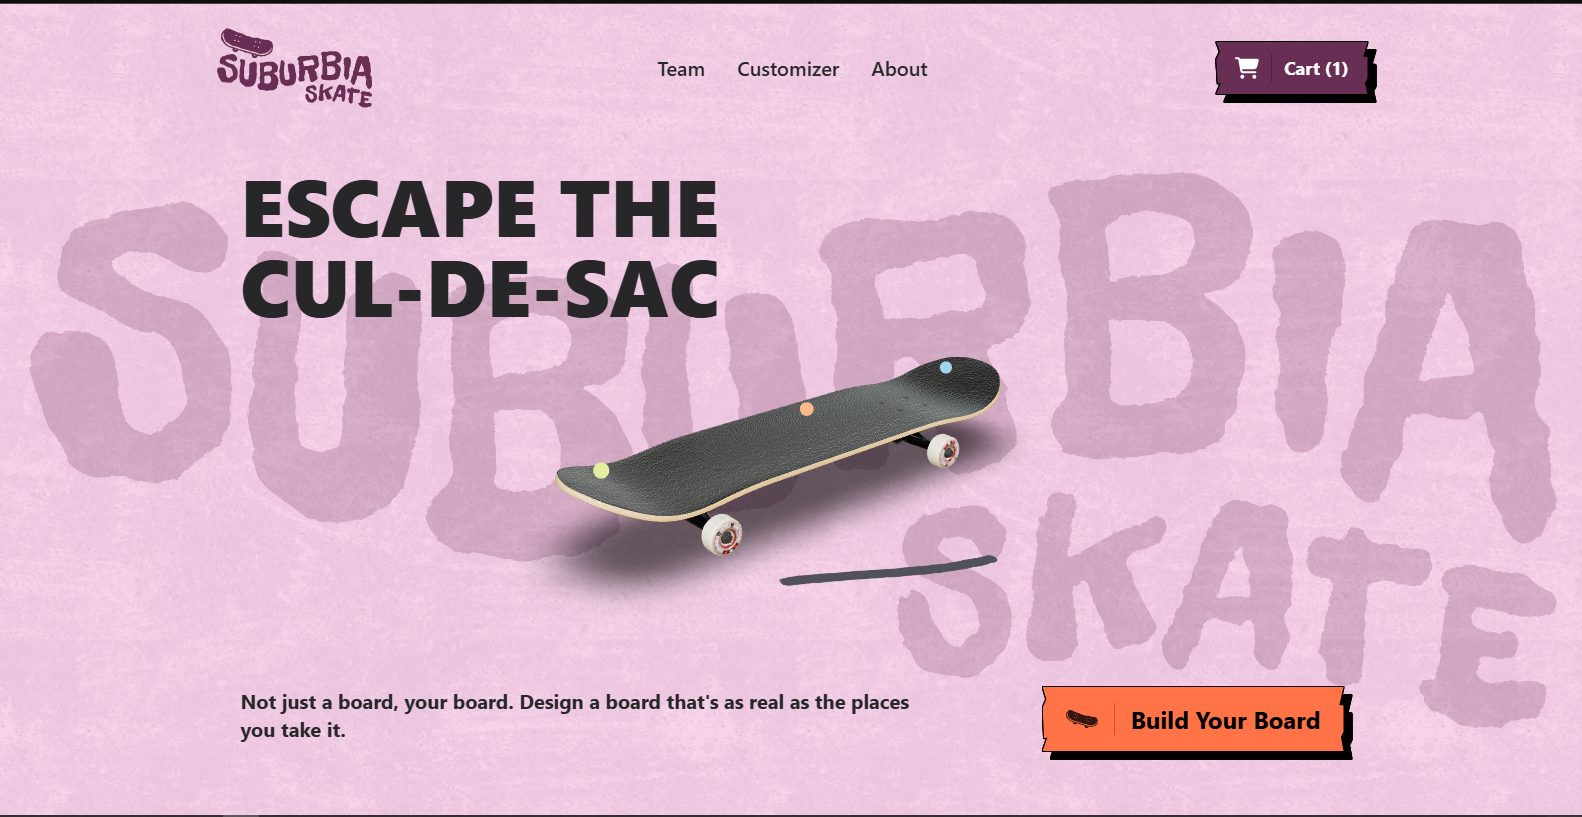 SUBURBIA
SKATE
Team
Customizer
About
Cart (1)
ESCAPE THE
CUL-DE-SAC
SUBURBIA
SKATE
Not just a board, your board. Design a board that's as real as the places
you take it.
Build Your Board